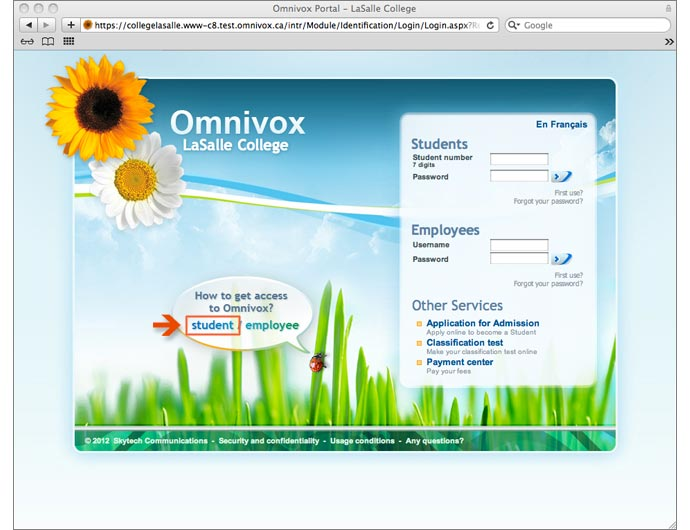 Omnivox Portal – LaSalle College
https://collegelasalle.www-c8.test.omnivox.ca/intr/Module/Identification/Login/Login.aspx?R
Google
Omnivox
LaSalle College
En Français
Students
Student number
7 digits
Password
First use?
Forgot your password?
Employees
Username
Password
First use?
Forgot your password?
How to get access
to Omnivox?
student / employee
Other Services
Application for Admission
Apply online to become a Student
Classification test
Make your classification test online
Payment center
Pay your fees
© 2012 Skytech Communications - Security and confidentiality - Usage conditions - Any questions?